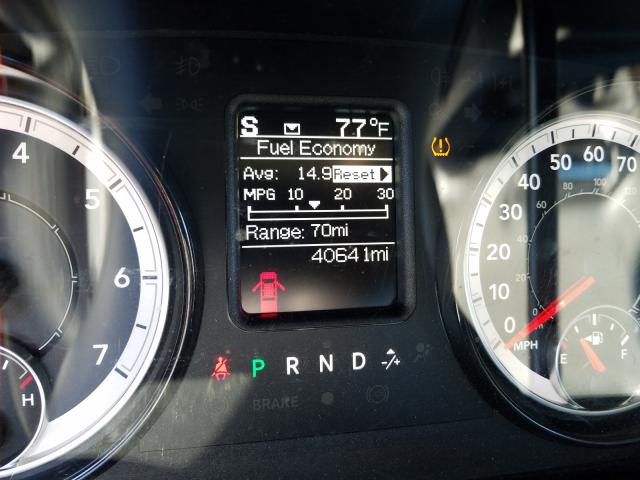 S 77°F
Fuel Economy
Avg: 14.9 Reset
MPG 10 20 30
Range: 70mi
40641mi
P R N D -/+
BRAKE
4
5
6
7
H
0
10
20
30
40
50
60
70
MPH
E F